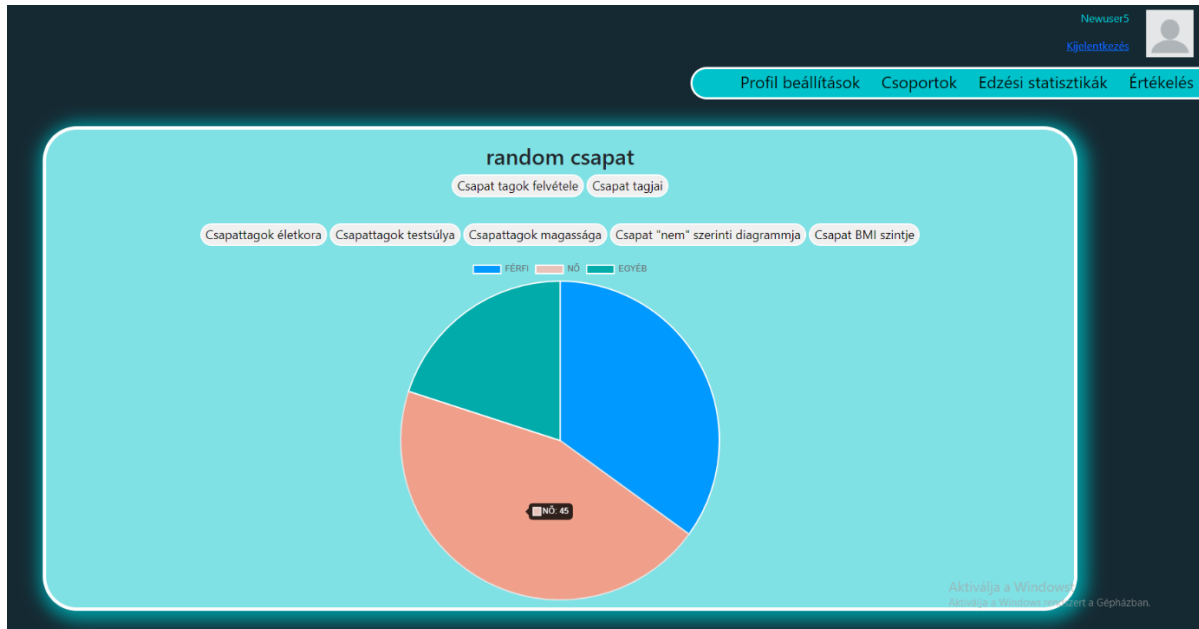 Newuser5
Kijelentkezés
Profil beállítások Csoportok Edzési statisztikák Értékelés
random csapat
Csapat tagok felvétele Csapat tagjai
Csapattagok életkora Csapattagok testsúlya Csapattagok magassága Csapat "nem" szerinti diagrammja Csapat BMI szintje
FÉRFI NŐ EGYÉB
NŐ: 45
Aktiválja a Windowst
Aktiválja a Windows rendszert a Gépházban.